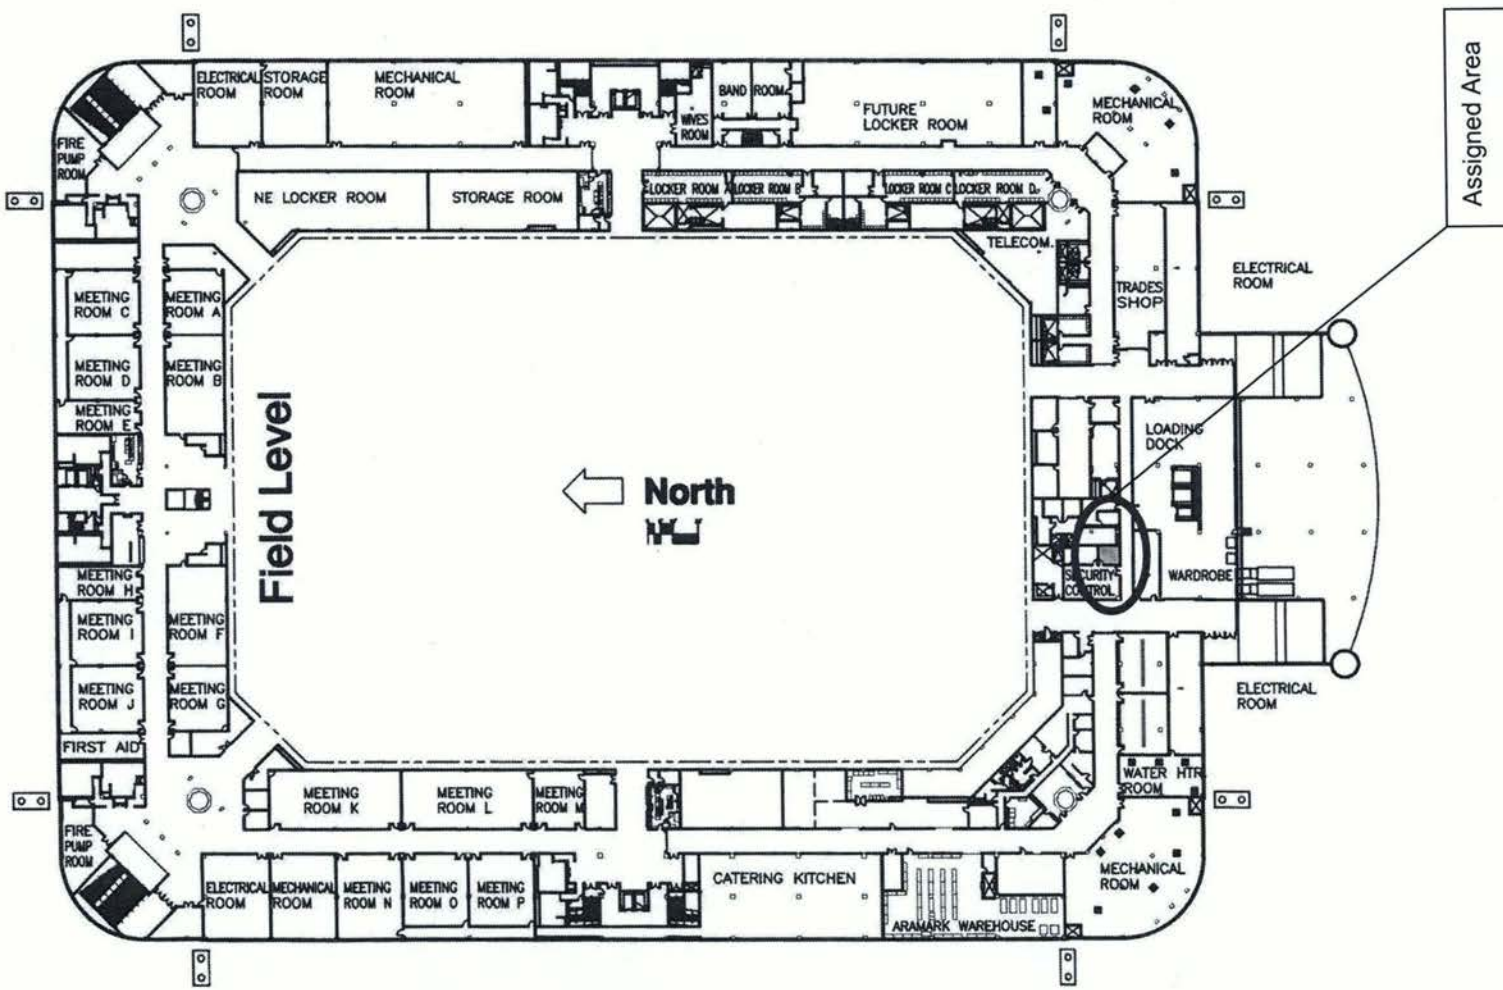 Assigned Area
ELECTRICAL
ROOM
STORAGE
ROOM
MECHANICAL
ROOM
WIVES
ROOM
BAND
ROOM
FUTURE
LOCKER ROOM
MECHANICAL
ROOM
FIRE
PUMP
ROOM
NE LOCKER ROOM
STORAGE ROOM
LOCKER ROOM A
LOCKER ROOM B
LOCKER ROOM C
LOCKER ROOM D
TELECOM.
ELECTRICAL
ROOM
TRADES
SHOP
MEETING
ROOM C
MEETING
ROOM A
MEETING
ROOM D
MEETING
ROOM B
MEETING
ROOM E
Field Level
North
LOADING
DOCK
SECURITY
CONTROL
WARDROBE
MEETING
ROOM H
MEETING
ROOM I
MEETING
ROOM F
MEETING
ROOM J
MEETING
ROOM G
FIRST AID
ELECTRICAL
ROOM
WATER HTR.
ROOM
MEETING
ROOM K
MEETING
ROOM L
MEETING
ROOM M
FIRE
PUMP
ROOM
ELECTRICAL
ROOM
MECHANICAL
ROOM
MEETING
ROOM N
MEETING
ROOM O
MEETING
ROOM P
CATERING KITCHEN
ARAMARK WAREHOUSE
MECHANICAL
ROOM